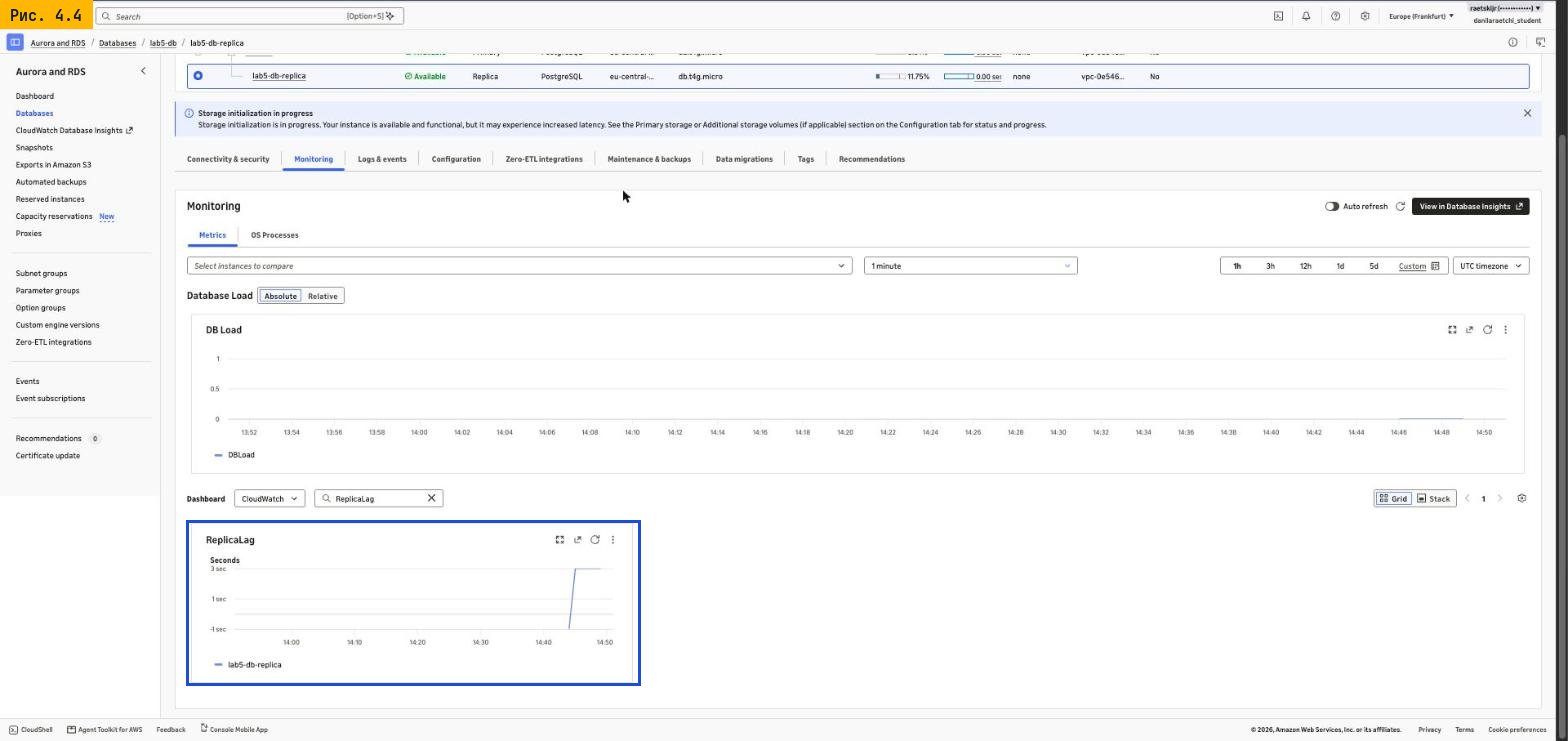 Рис. 4.4
Search
[Option+S]
Europe (Frankfurt)
raetskijr (••••••••••••)
danilaraetchi_student
Aurora and RDS / Databases / lab5-db / lab5-db-replica
Aurora and RDS
Dashboard
Databases
CloudWatch Database Insights
Snapshots
Exports in Amazon S3
Automated backups
Reserved instances
Capacity reservations New
Proxies
Subnet groups
Parameter groups
Option groups
Custom engine versions
Zero-ETL integrations
Events
Event subscriptions
Recommendations 0
Certificate update
lab5-db-replica Available Replica PostgreSQL eu-central-... db.t4g.micro 11.75% 0.00 sec none vpc-0e546... No
Storage initialization in progress
Storage initialization is in progress. Your instance is available and functional, but it may experience increased latency. See the Primary storage or Additional storage volumes (if applicable) section on the Configuration tab for status and progress.
Connectivity & security Monitoring Logs & events Configuration Zero-ETL integrations Maintenance & backups Data migrations Tags Recommendations
Monitoring
Auto refresh
View in Database Insights
Metrics OS Processes
Select instances to compare
1 minute
1h 3h 12h 1d 5d Custom
UTC timezone
Database Load Absolute Relative
DB Load
1
0.5
0
13:52 13:54 13:56 13:58 14:00 14:02 14:04 14:06 14:08 14:10 14:12 14:14 14:16 14:18 14:20 14:22 14:24 14:26 14:28 14:30 14:32 14:34 14:36 14:38 14:40 14:42 14:44 14:46 14:48 14:50
DBLoad
Dashboard CloudWatch ReplicaLag
Grid Stack 1
ReplicaLag
Seconds
3 sec
1 sec
-1 sec
14:00 14:10 14:20 14:30 14:40 14:50
lab5-db-replica
CloudShell Agent Toolkit for AWS Feedback Console Mobile App
© 2026, Amazon Web Services, Inc. or its affiliates. Privacy Terms Cookie preferences